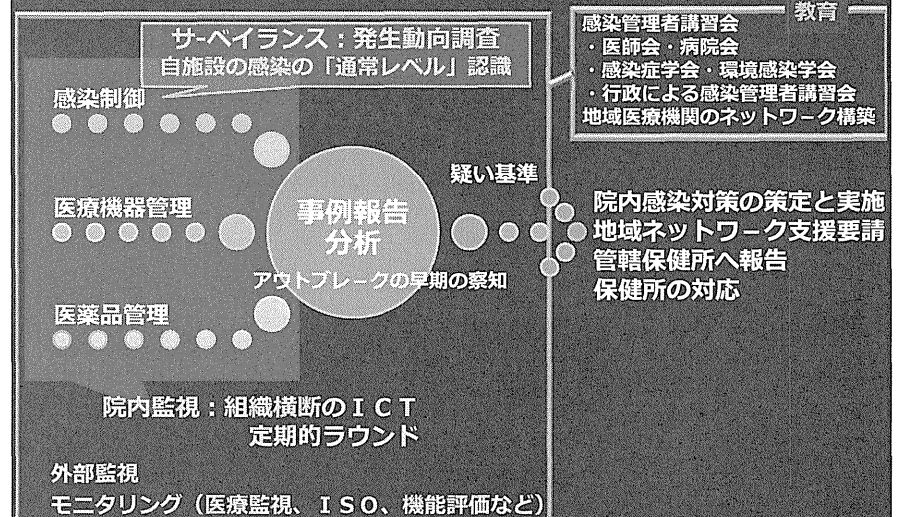 サ-ベイランス：発生動向調査
自施設の感染の「通常レベル」認識
教育
感染管理者講習会
・医師会・病院会
・感染症学会・環境感染学会
・行政による感染管理者講習会
地域医療機関のネットワ－ク構築
感染制御
医療機器管理
医薬品管理
事例報告
分析
アウトブレ－クの早期の察知
疑い基準
院内感染対策の策定と実施
地域ネットワ－ク支援要請
管轄保健所へ報告
保健所の対応
院内監視：組織横断のＩＣＴ
定期的ラウンド
外部監視
モニタリング（医療監視、ＩＳＯ、機能評価など）